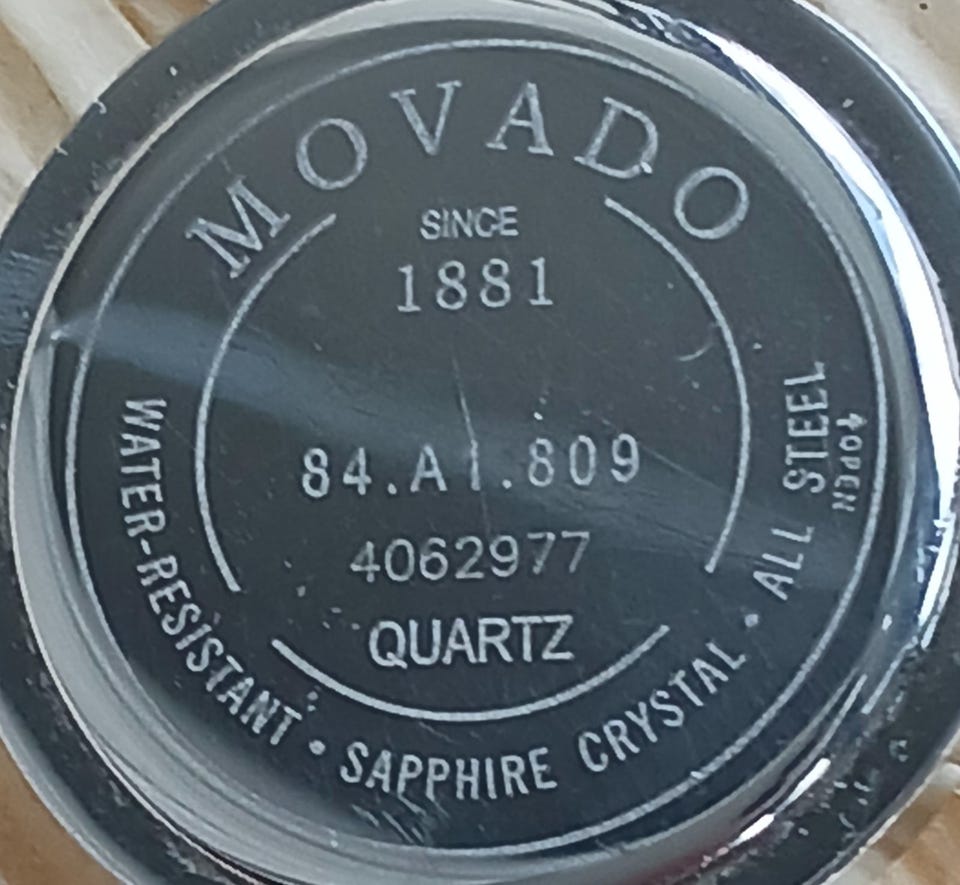 MOVADO
SINCE
1881
84.A1.809
4062977
QUARTZ
WATER-RESISTANT • SAPPHIRE CRYSTAL • ALL STEEL
OPEN